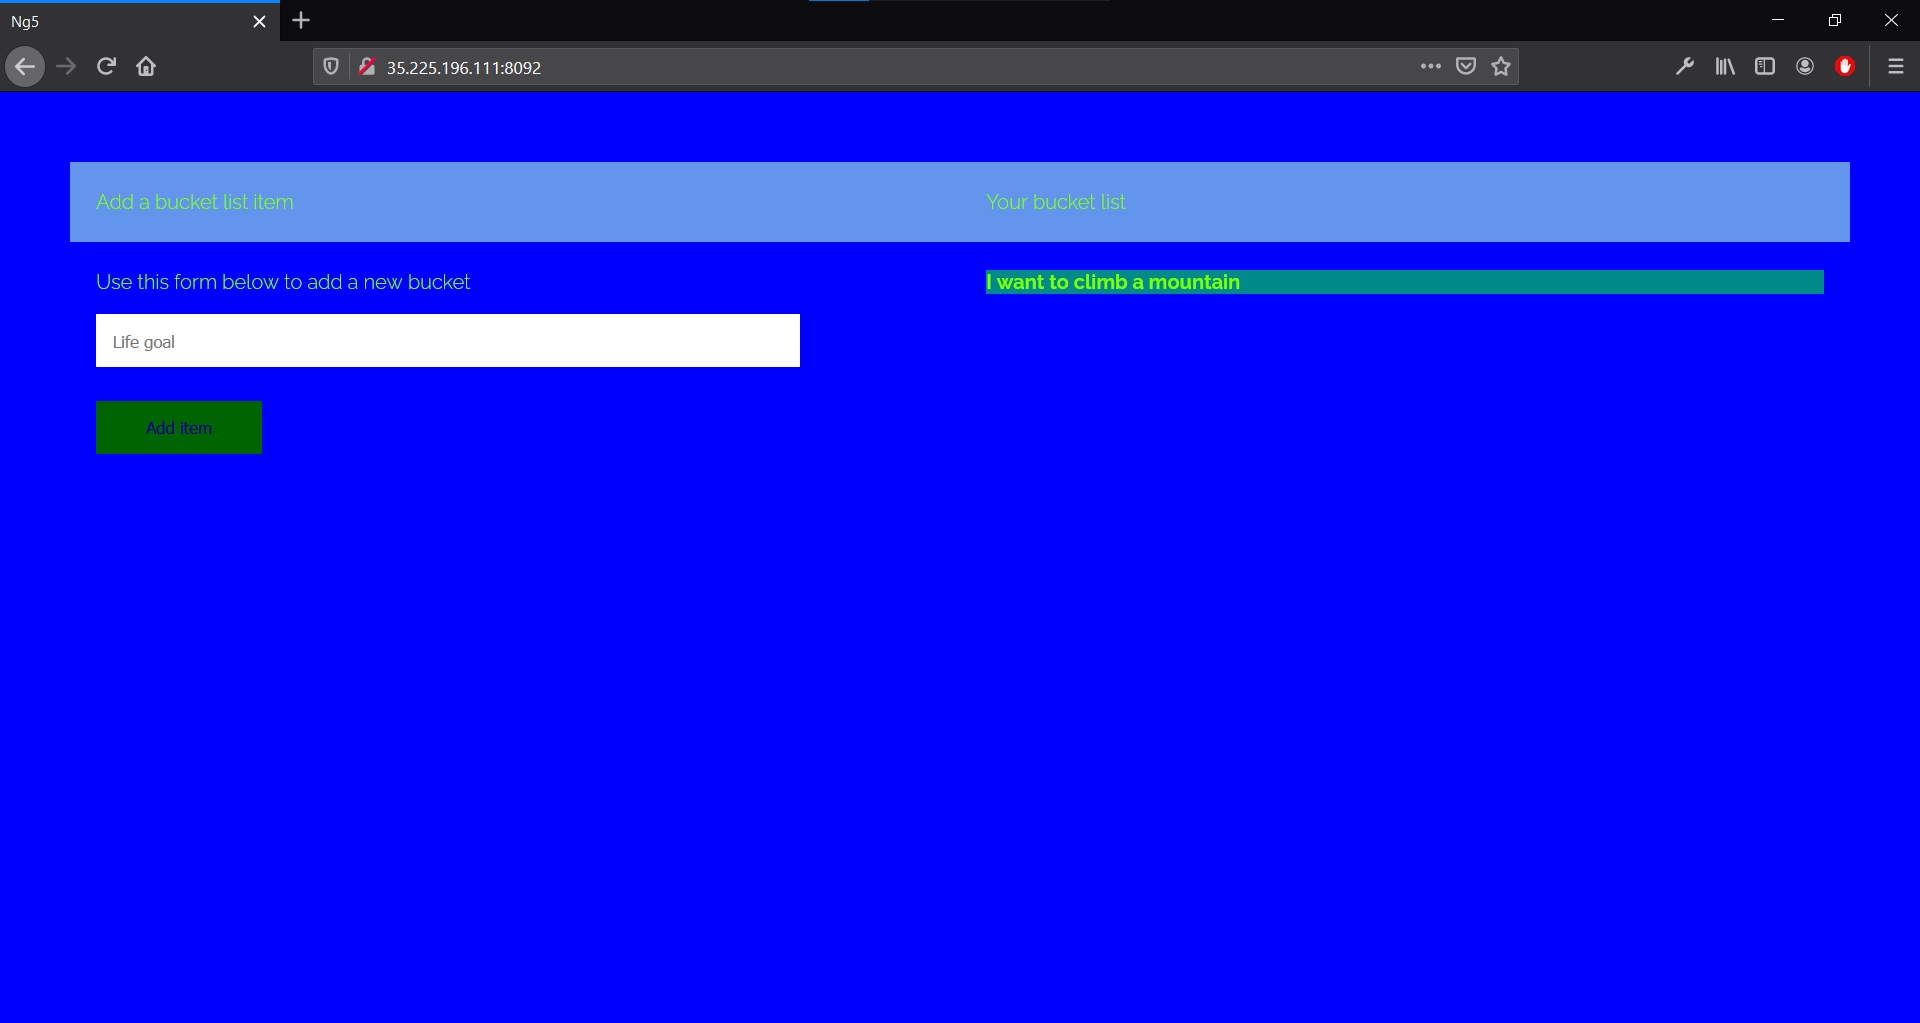 Ng5
35.225.196.111:8092
Add a bucket list item
Your bucket list
Use this form below to add a new bucket
I want to climb a mountain
Life goal
Add item